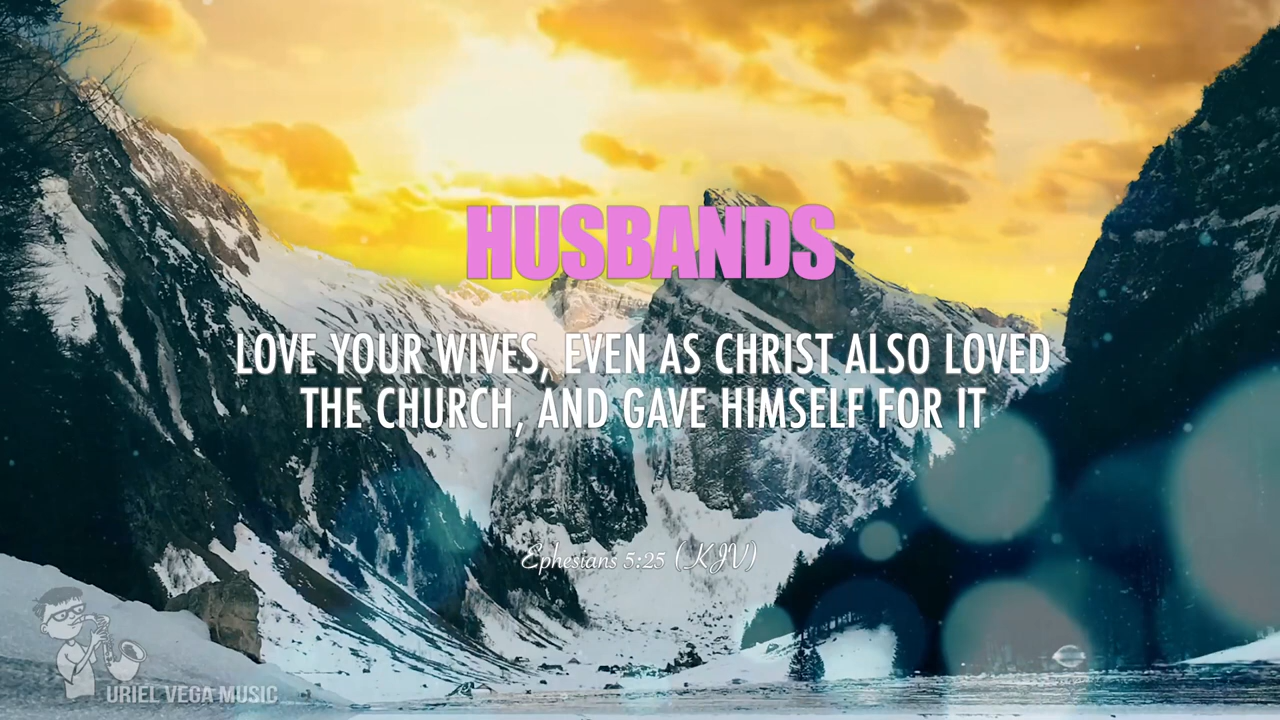 HUSBANDS
LOVE YOUR WIVES, EVEN AS CHRIST ALSO LOVED
THE CHURCH, AND GAVE HIMSELF FOR IT
Ephesians 5:25 (KJV)
URIEL VEGA MUSIC